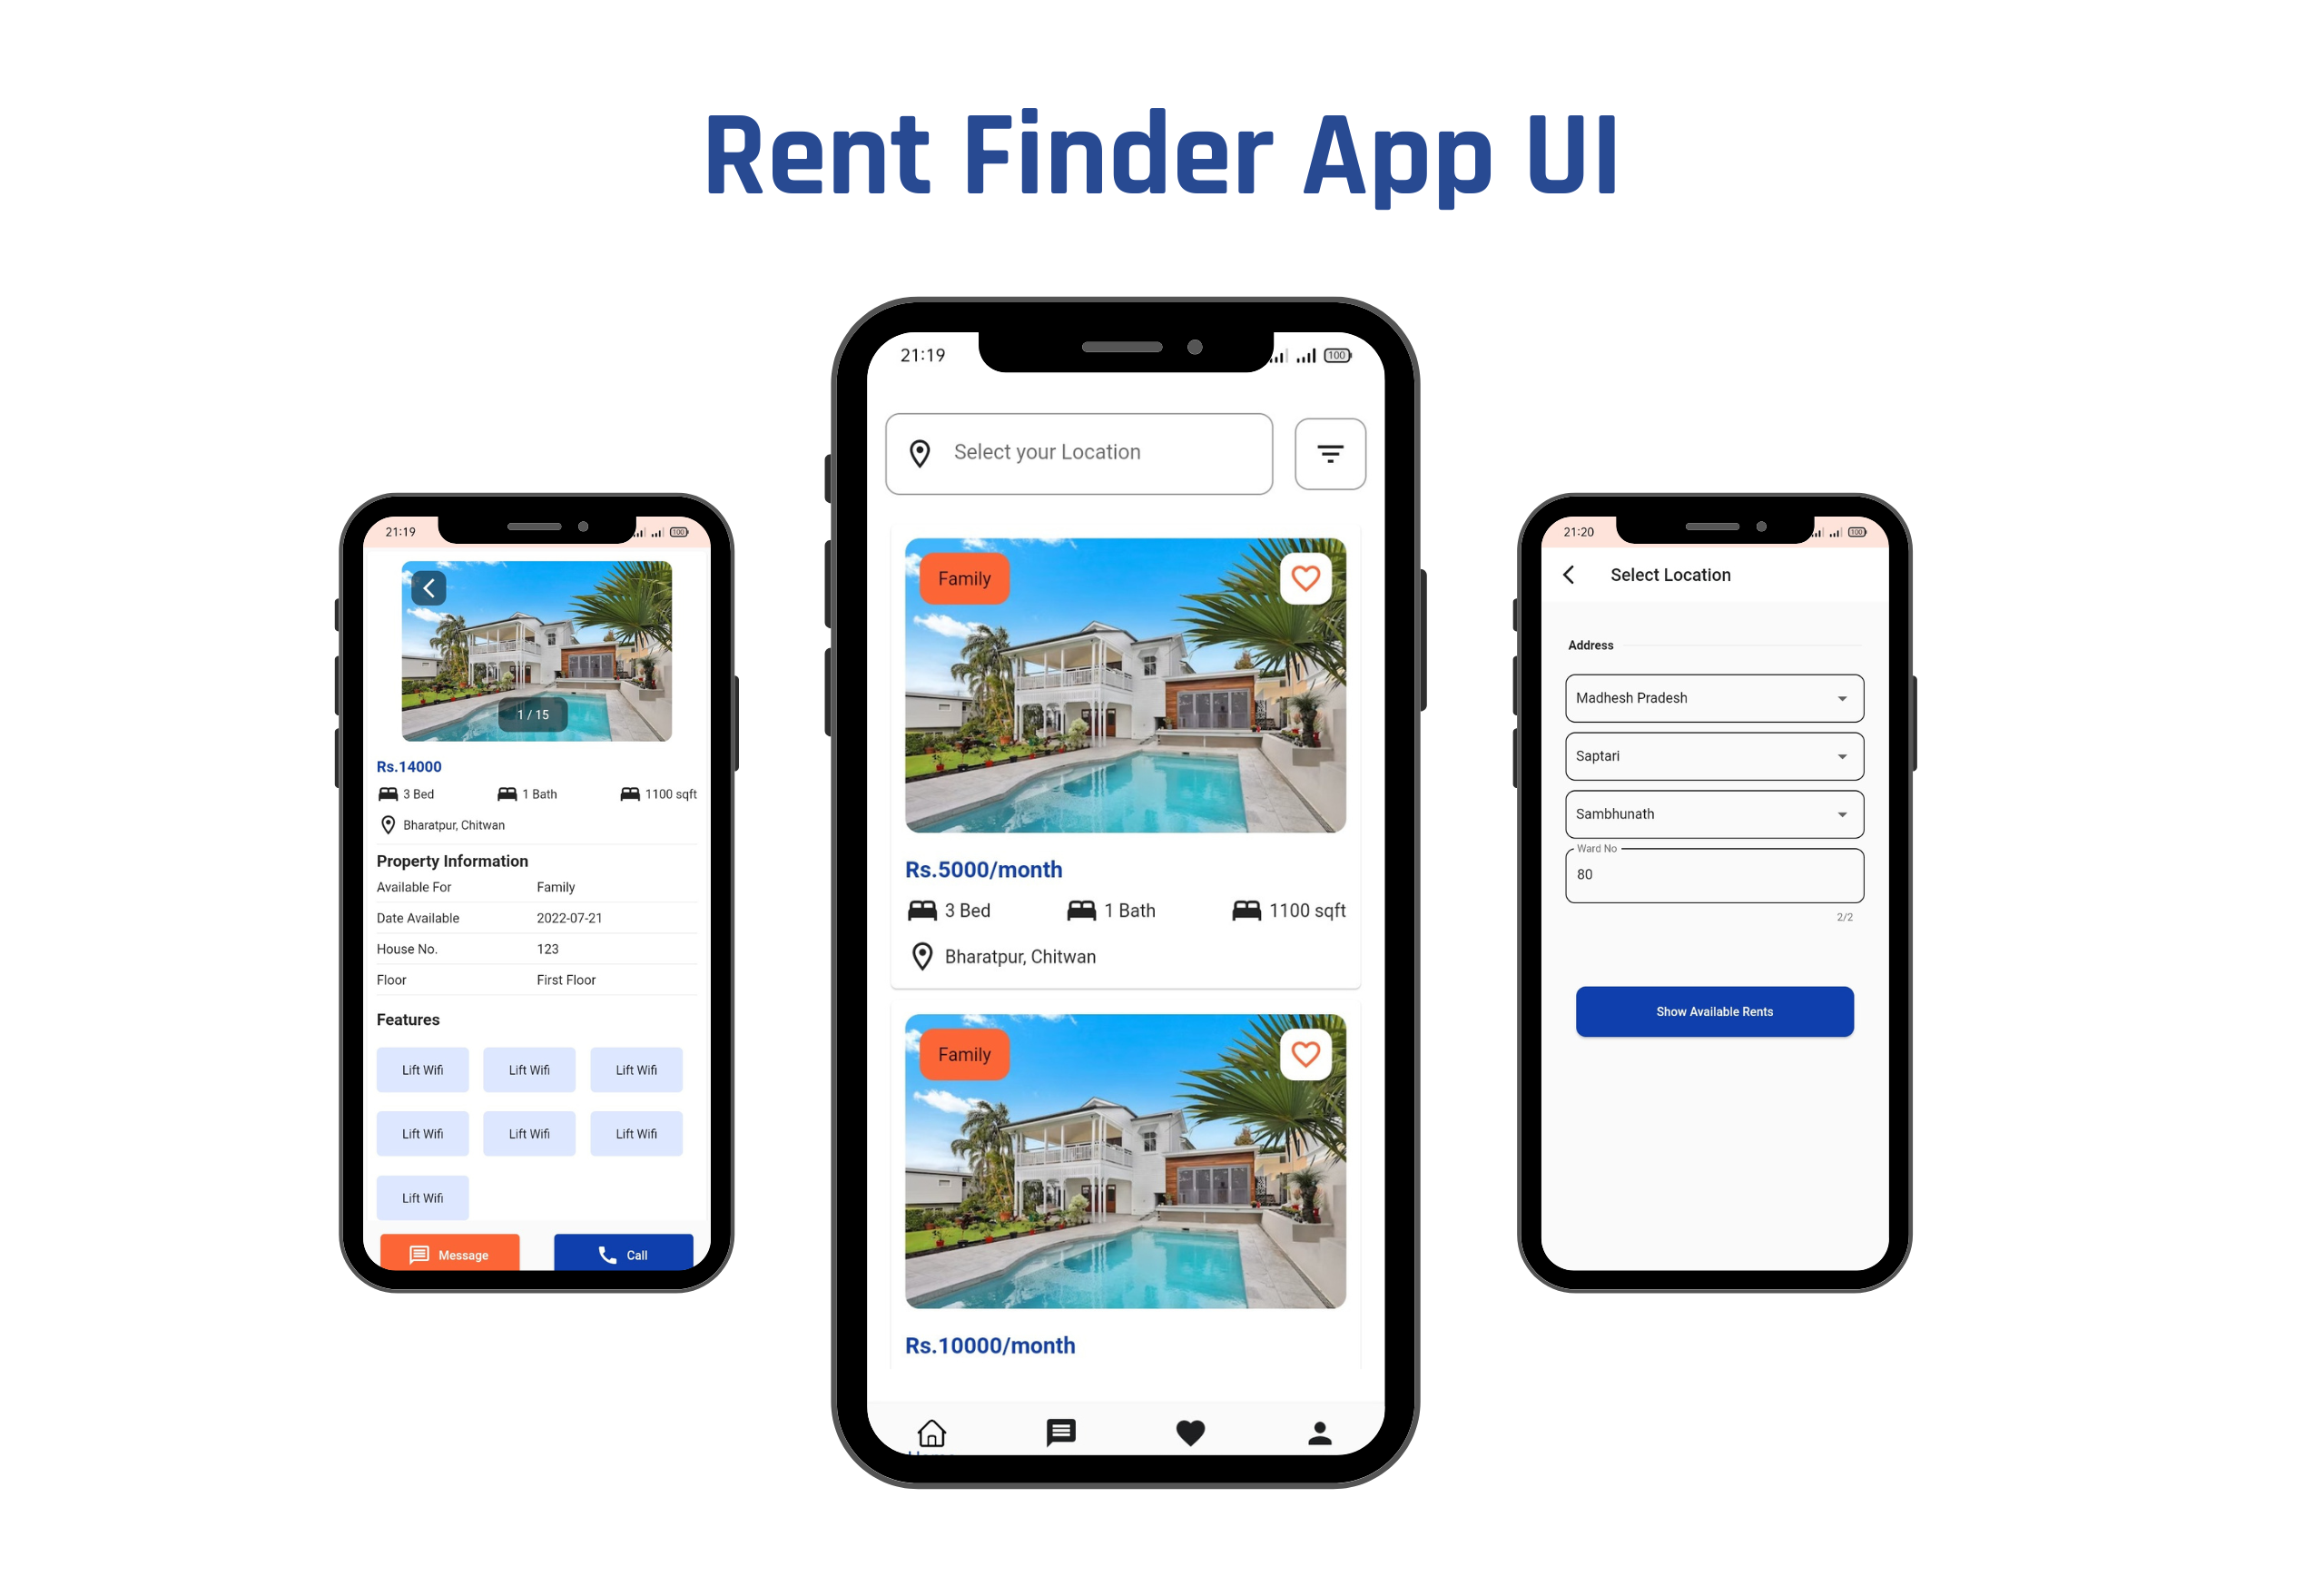 Rent Finder App UI
21:19
100
1 / 15
Rs.14000
3 Bed
1 Bath
1100 sqft
Bharatpur, Chitwan
Property Information
Available For Family
Date Available 2022-07-21
House No. 123
Floor First Floor
Features
Lift Wifi Lift Wifi Lift Wifi
Lift Wifi Lift Wifi Lift Wifi
Lift Wifi
Message Call
21:19
100
Select your Location
Family
Rs.5000/month
3 Bed 1 Bath 1100 sqft
Bharatpur, Chitwan
Family
Rs.10000/month
21:20
100
Select Location
Address
Madhesh Pradesh
Saptari
Sambhunath
Ward No
80
2/2
Show Available Rents